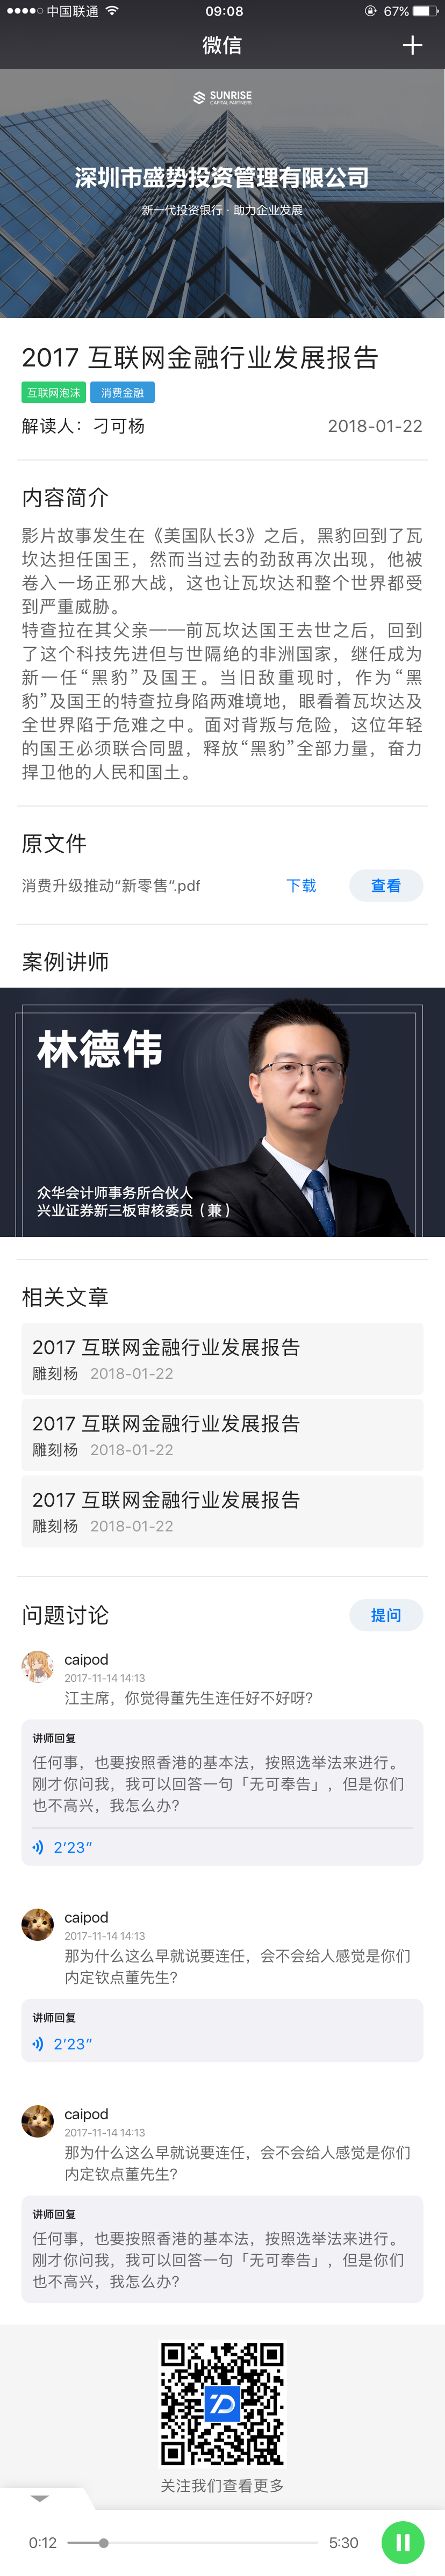 中国联通
09:08
67%
微信
SUNRISE
CAPITAL PARTNERS
深圳市盛势投资管理有限公司
新一代投资银行 · 助力企业发展
2017 互联网金融行业发展报告
互联网泡沫
消费金融
解读人：刁可杨
2018-01-22
内容简介
影片故事发生在《美国队长3》之后，黑豹回到了瓦
坎达担任国王，然而当过去的劲敌再次出现，他被
卷入一场正邪大战，这也让瓦坎达和整个世界都受
到严重威胁。
特查拉在其父亲——前瓦坎达国王去世之后，回到
了这个科技先进但与世隔绝的非洲国家，继任成为
新一任“黑豹”及国王。当旧敌重现时，作为“黑
豹”及国王的特查拉身陷两难境地，眼看着瓦坎达及
全世界陷于危难之中。面对背叛与危险，这位年轻
的国王必须联合同盟，释放“黑豹”全部力量，奋力
捍卫他的人民和国土。
原文件
消费升级推动“新零售”.pdf
下载
查看
案例讲师
林德伟
众华会计师事务所合伙人
兴业证券新三板审核委员（兼）
相关文章
2017 互联网金融行业发展报告
雕刻杨 2018-01-22
2017 互联网金融行业发展报告
雕刻杨 2018-01-22
2017 互联网金融行业发展报告
雕刻杨 2018-01-22
问题讨论
提问
caipod
2017-11-14 14:13
江主席，你觉得董先生连任好不好呀?
讲师回复
任何事，也要按照香港的基本法，按照选举法来进行。
刚才你问我，我可以回答一句「无可奉告」，但是你们
也不高兴，我怎么办?
2’23”
caipod
2017-11-14 14:13
那为什么这么早就说要连任，会不会给人感觉是你们
内定钦点董先生?
讲师回复
2’23”
caipod
2017-11-14 14:13
那为什么这么早就说要连任，会不会给人感觉是你们
内定钦点董先生?
讲师回复
任何事，也要按照香港的基本法，按照选举法来进行。
刚才你问我，我可以回答一句「无可奉告」，但是你们
也不高兴，我怎么办?
关注我们查看更多
0:12
5:30